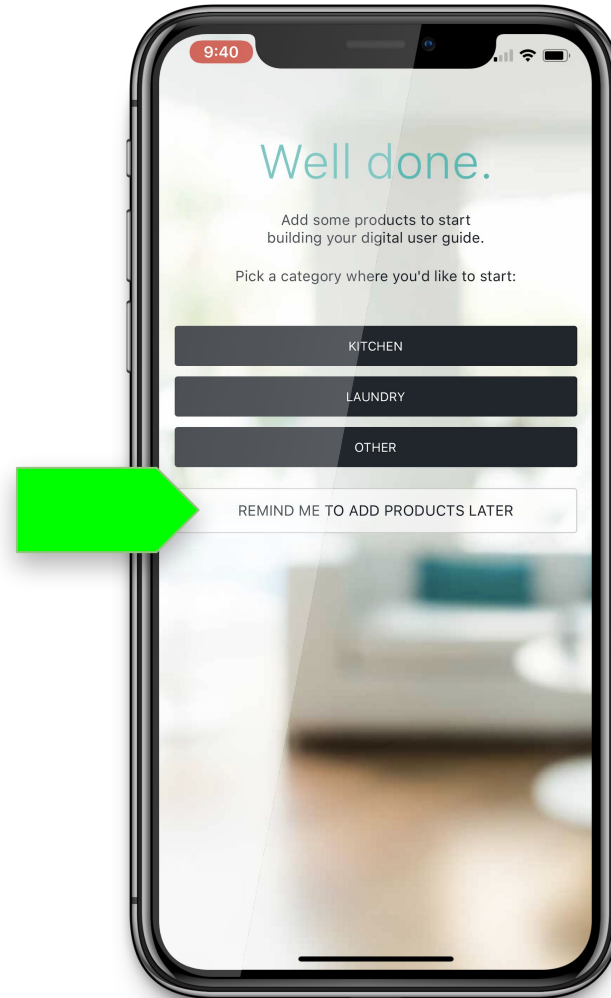 9:40
Well done.
Add some products to start
building your digital user guide.
Pick a category where you'd like to start:
KITCHEN
LAUNDRY
OTHER
REMIND ME TO ADD PRODUCTS LATER